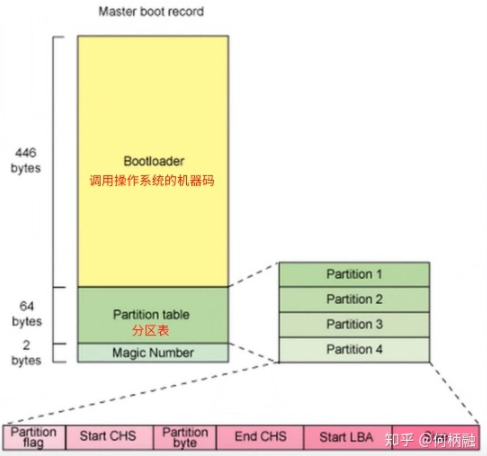 Master boot record
446
bytes
Bootloader
调用操作系统的机器码
64
bytes
Partition table
分区表
2
bytes
Magic Number
Partition 1
Partition 2
Partition 3
Partition 4
Partition
flag
Start CHS
Partition
byte
End CHS
Start LBA
知乎 @何柄融